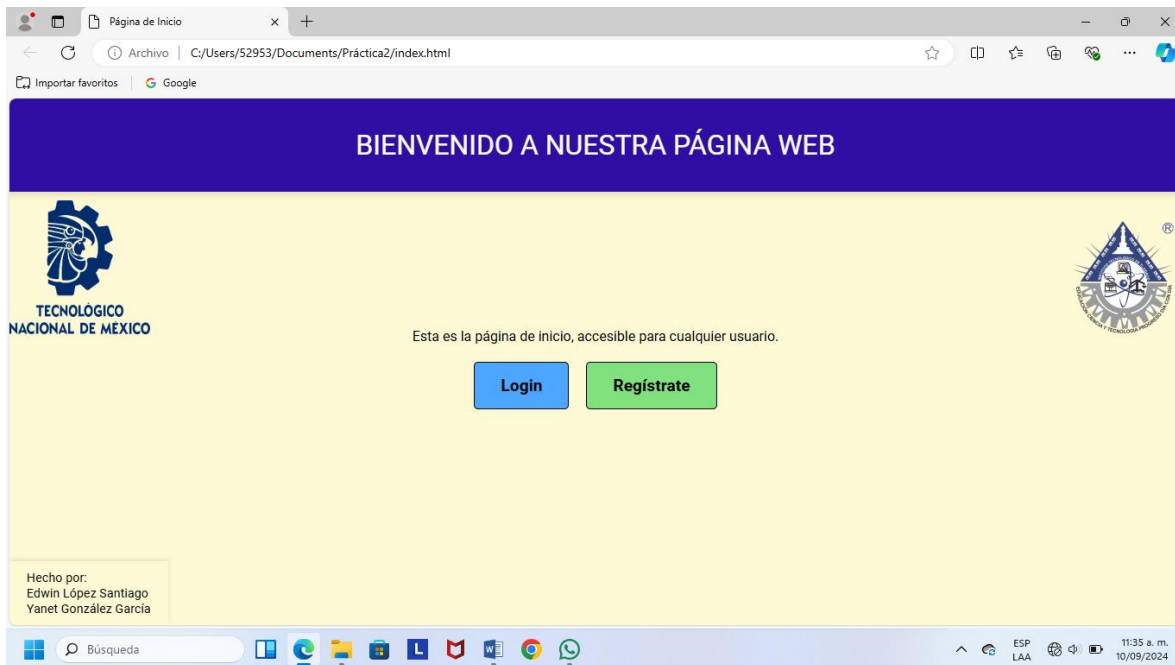 Página de Inicio
Archivo | C:/Users/52953/Documents/Práctica2/index.html
Importar favoritos
G Google
BIENVENIDO A NUESTRA PÁGINA WEB
TECNOLÓGICO
NACIONAL DE MÉXICO
®
Esta es la página de inicio, accesible para cualquier usuario.
Login
Regístrate
Hecho por:
Edwin López Santiago
Yanet González García
Búsqueda
L
W
ESP
LAA
11:35 a. m.
10/09/2024